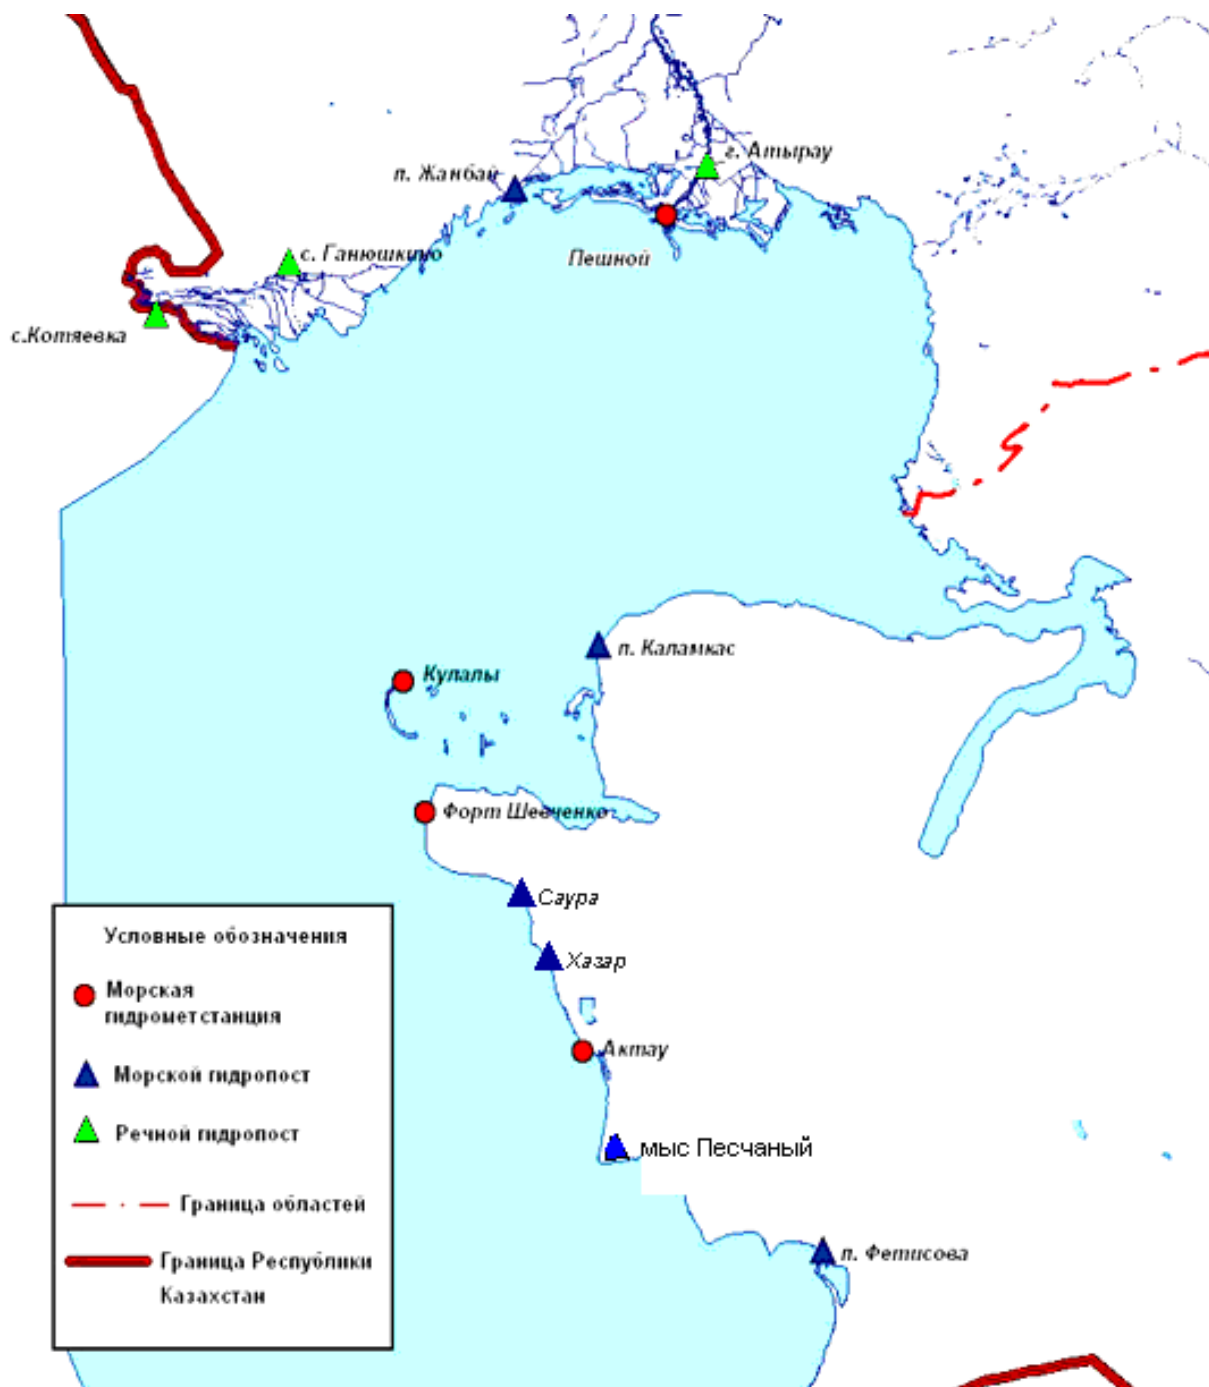 г. Атырау
п. Жанбай
с. Ганюшкино
Пешной
с.Котяевка
п. Каламкас
Кулалы
Форт Шевченко
Саура
Хазар
Актау
мыс Песчаный
п. Фетисова
Условные обозначения
Морская
гидрометстанция
Морской гидропост
Речной гидропост
Граница областей
Граница Республики
Казахстан